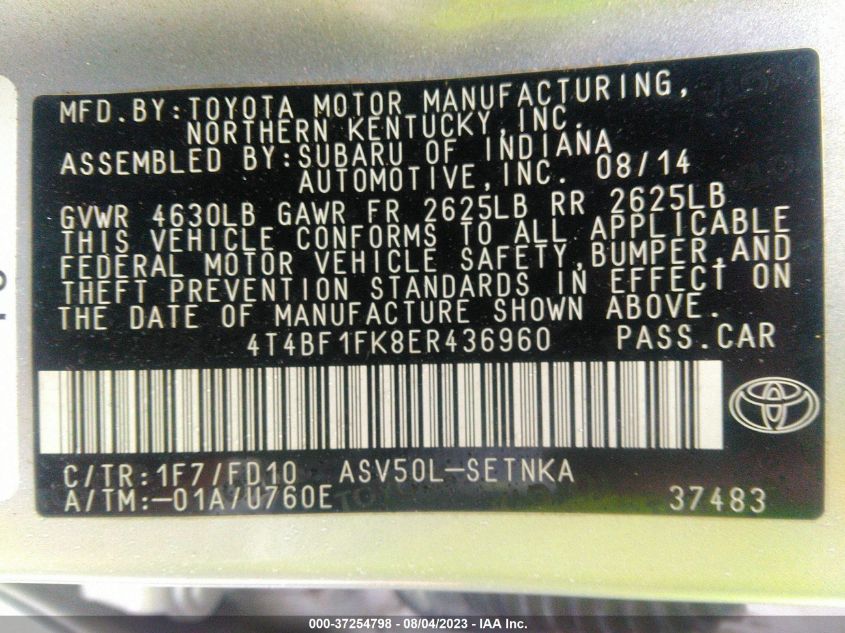 MFD.BY:TOYOTA MOTOR MANUFACTURING,
NORTHERN KENTUCKY,INC.
ASSEMBLED BY:SUBARU OF INDIANA
AUTOMOTIVE,INC. 08/14
GVWR 4630LB GAWR FR 2625LB RR 2625LB
THIS VEHICLE CONFORMS TO ALL APPLICABLE
FEDERAL MOTOR VEHICLE SAFETY,BUMPER,AND
THEFT PREVENTION STANDARDS IN EFFECT ON
THE DATE OF MANUFACTURE SHOWN ABOVE.
4T4BF1FK8ER436960 PASS.CAR
C/TR:1F7/FD10 ASV50L-SETNKA
A/TM:-01A/U760E 37483
000-37254798 - 08/04/2023 - IAA Inc.